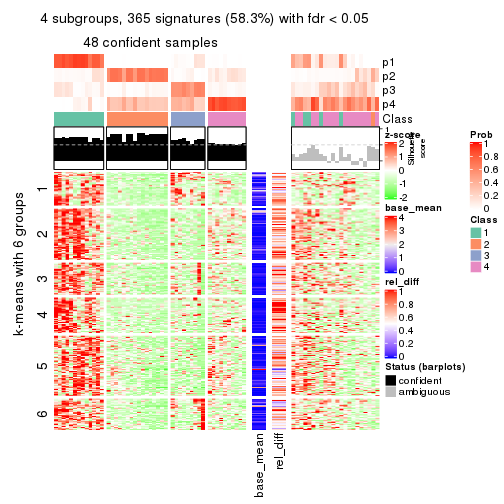 4 subgroups, 365 signatures (58.3%) with fdr < 0.05
48 confident samples
p1
p2
p3
p4
Class
1
Silhouette
score
k-means with 6 groups
1
2
3
4
5
6
base_mean
rel_diff
z-score
2
1
0
-1
-2
base_mean
4
3
2
1
0
rel_diff
1
0.8
0.6
0.4
0.2
0
Status (barplots)
confident
ambiguous
Prob
1
0.8
0.6
0.4
0.2
0
Class
1
2
3
4